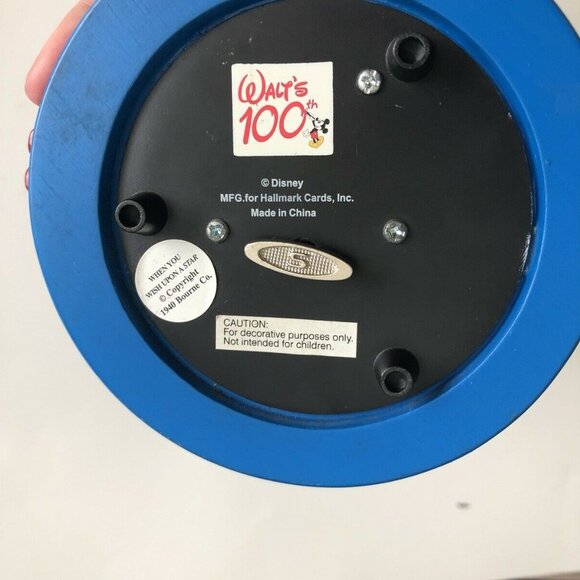 WALT'S
100th
© Disney
MFG.for Hallmark Cards, Inc.
Made in China
S
WHEN YOU
WISH UPON A STAR
© Copyright
1940 Bourne Co.
CAUTION:
For decorative purposes only.
Not intended for children.